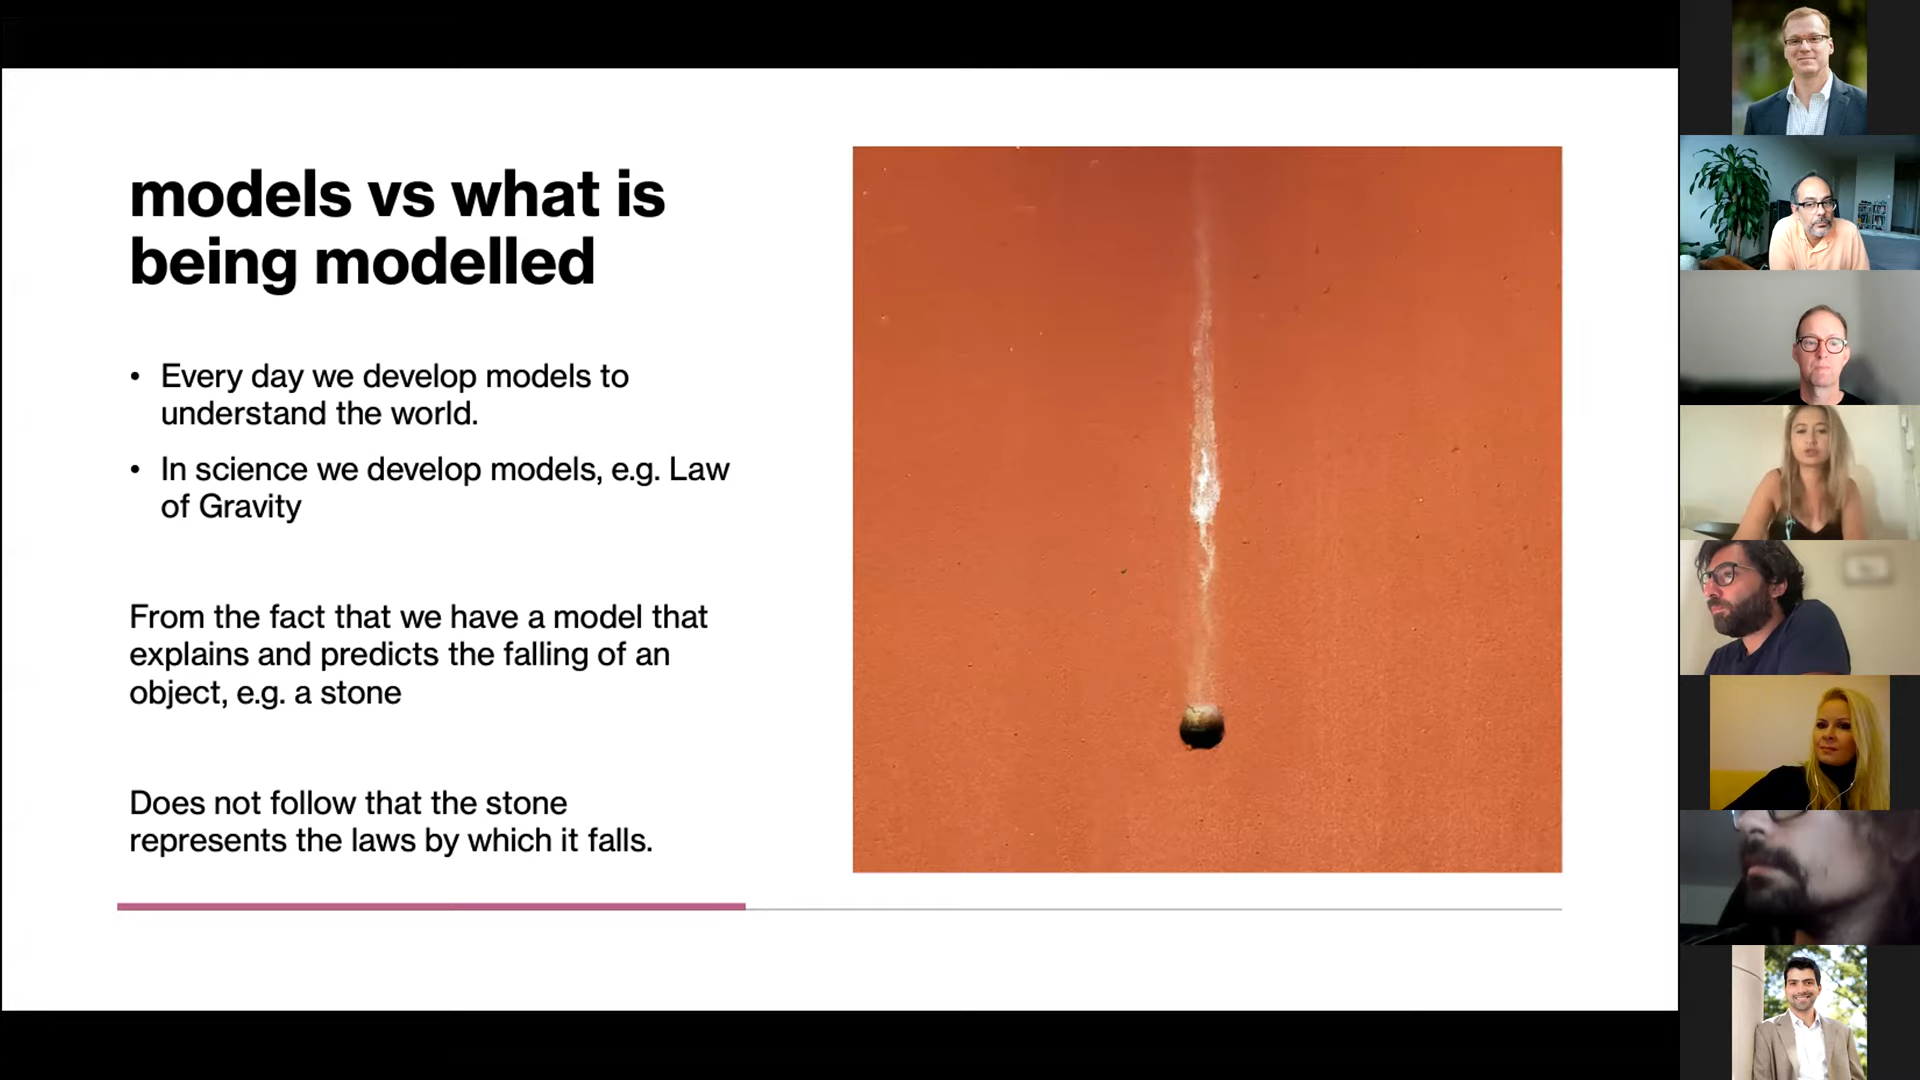 models vs what is
being modelled
• Every day we develop models to
understand the world.
• In science we develop models, e.g. Law
of Gravity
From the fact that we have a model that
explains and predicts the falling of an
object, e.g. a stone
Does not follow that the stone
represents the laws by which it falls.